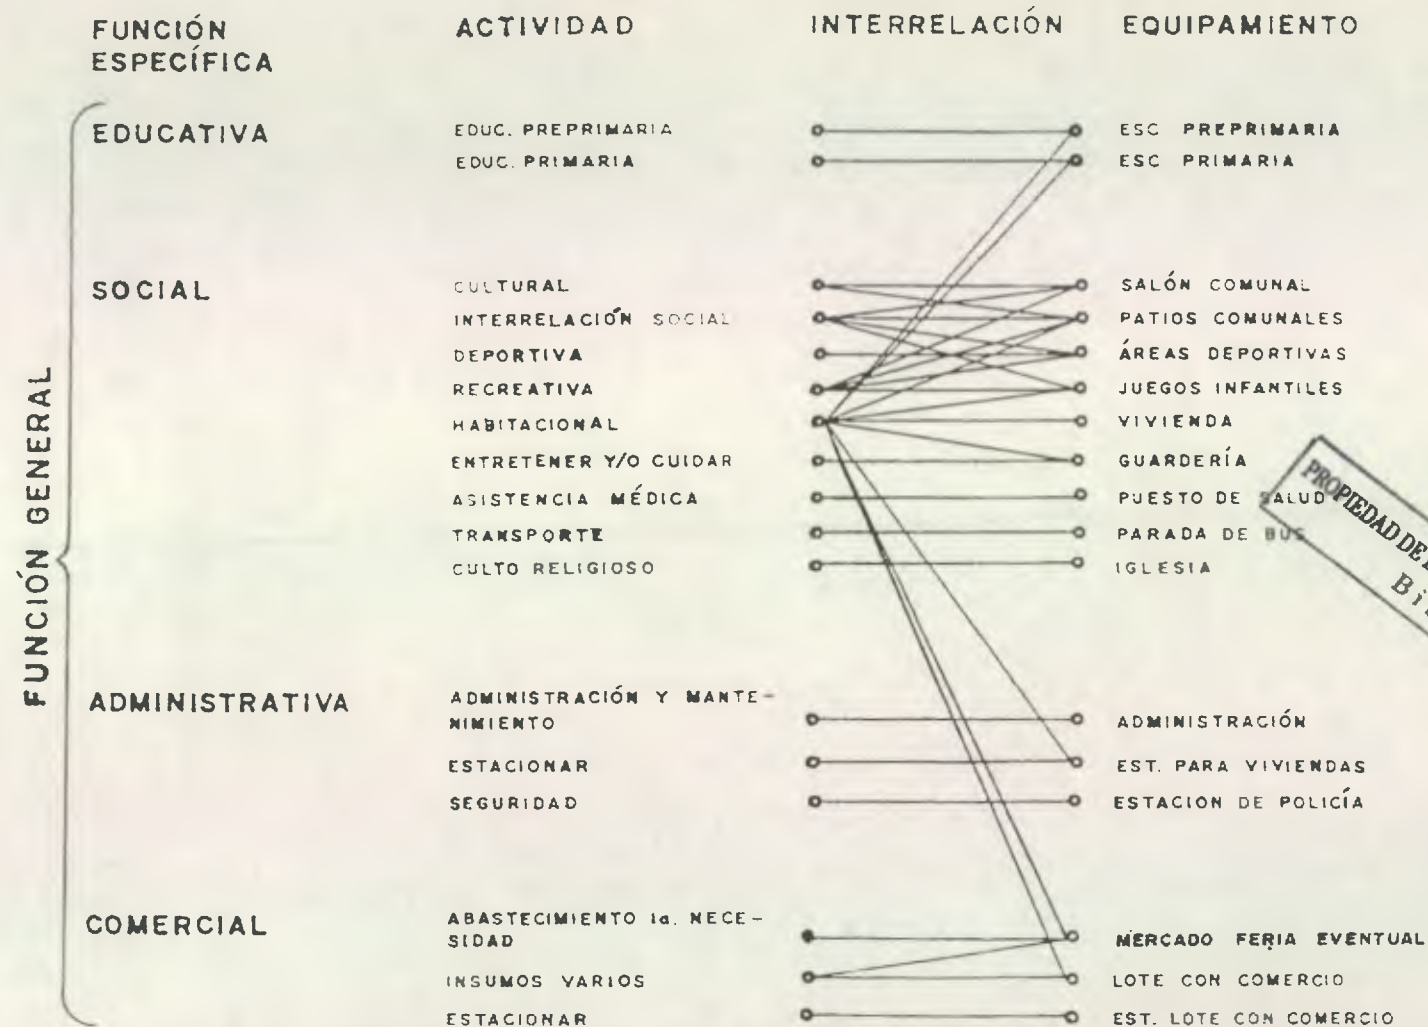 FUNCIÓN ESPECÍFICA
ACTIVIDAD
INTERRELACIÓN
EQUIPAMIENTO
FUNCIÓN GENERAL
EDUCATIVA
EDUC. PREPRIMARIA
ESC PREPRIMARIA
EDUC. PRIMARIA
ESC PRIMARIA
SOCIAL
CULTURAL
SALÓN COMUNAL
INTERRELACIÓN SOCIAL
PATIOS COMUNALES
DEPORTIVA
ÁREAS DEPORTIVAS
RECREATIVA
JUEGOS INFANTILES
HABITACIONAL
VIVIENDA
ENTRETENER Y/O CUIDAR
GUARDERÍA
ASISTENCIA MÉDICA
PUESTO DE SALUD
TRANSPORTE
PARADA DE BUS
CULTO RELIGIOSO
IGLESIA
PROPIEDAD DE
ADMINISTRATIVA
ADMINISTRACIÓN Y MANTE-
NIMIENTO
ADMINISTRACIÓN
ESTACIONAR
EST. PARA VIVIENDAS
SEGURIDAD
ESTACION DE POLICÍA
COMERCIAL
ABASTECIMIENTO 1a. NECE-
SIDAD
MERCADO FERIA EVENTUAL
INSUMOS VARIOS
LOTE CON COMERCIO
ESTACIONAR
EST. LOTE CON COMERCIO